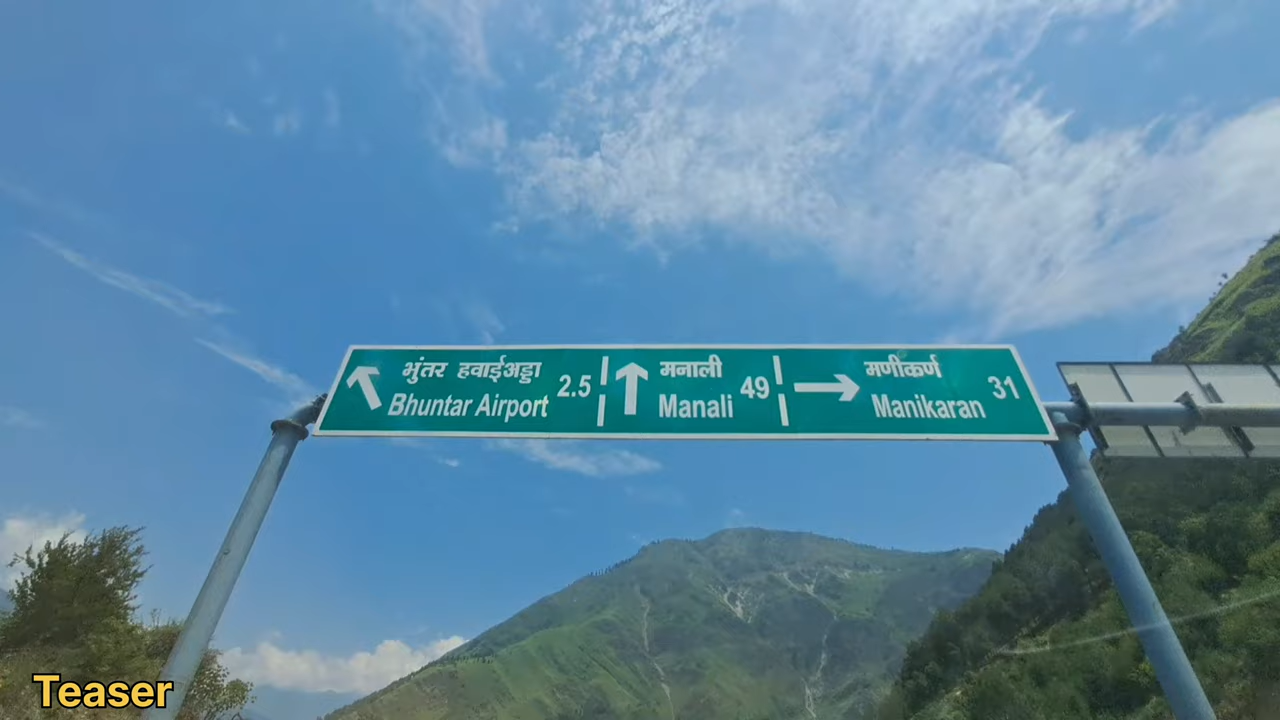 भुंतर हवाईअड्डा
Bhuntar Airport 2.5
मनाली
Manali 49
मणीकर्ण
Manikaran 31
Teaser